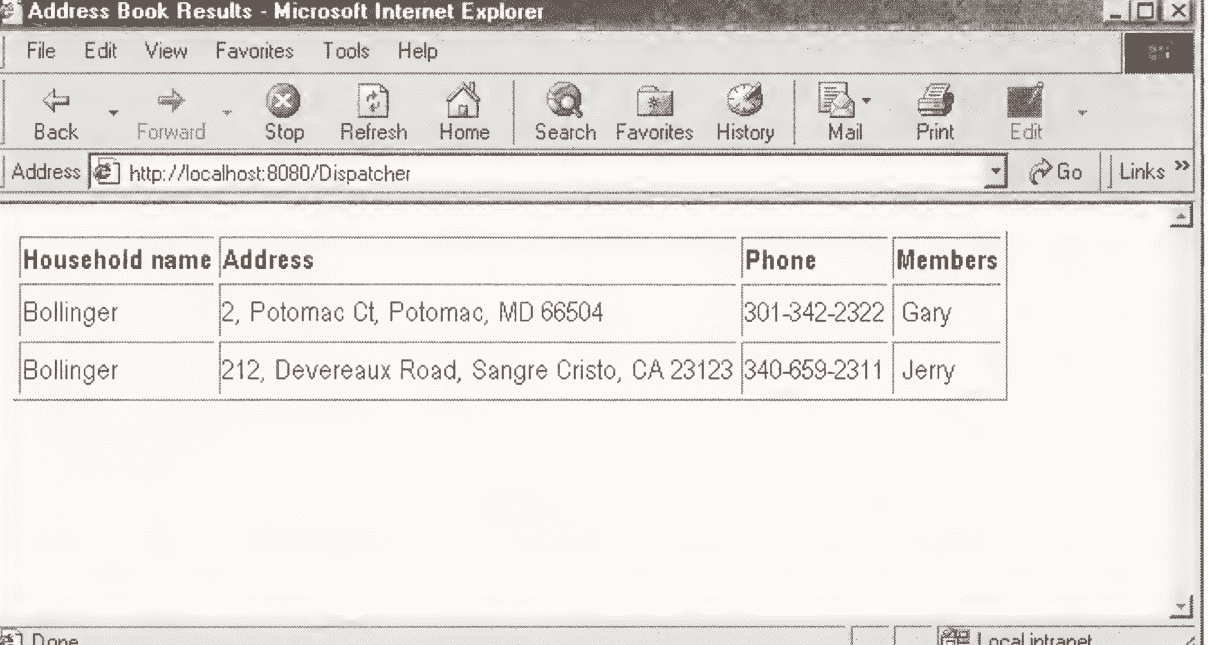 Address Book Results - Microsoft Internet Explorer
File Edit View Favorites Tools Help
Back Forward Stop Refresh Home Search Favorites History Mail Print Edit
Address http://localhost:8080/Dispatcher Go Links »
Household name Address Phone Members
Bollinger 2, Potomac Ct, Potomac, MD 66504 301-342-2322 Gary
Bollinger 212, Devereaux Road, Sangre Cristo, CA 23123 340-659-2311 Jerry
Done Local intranet